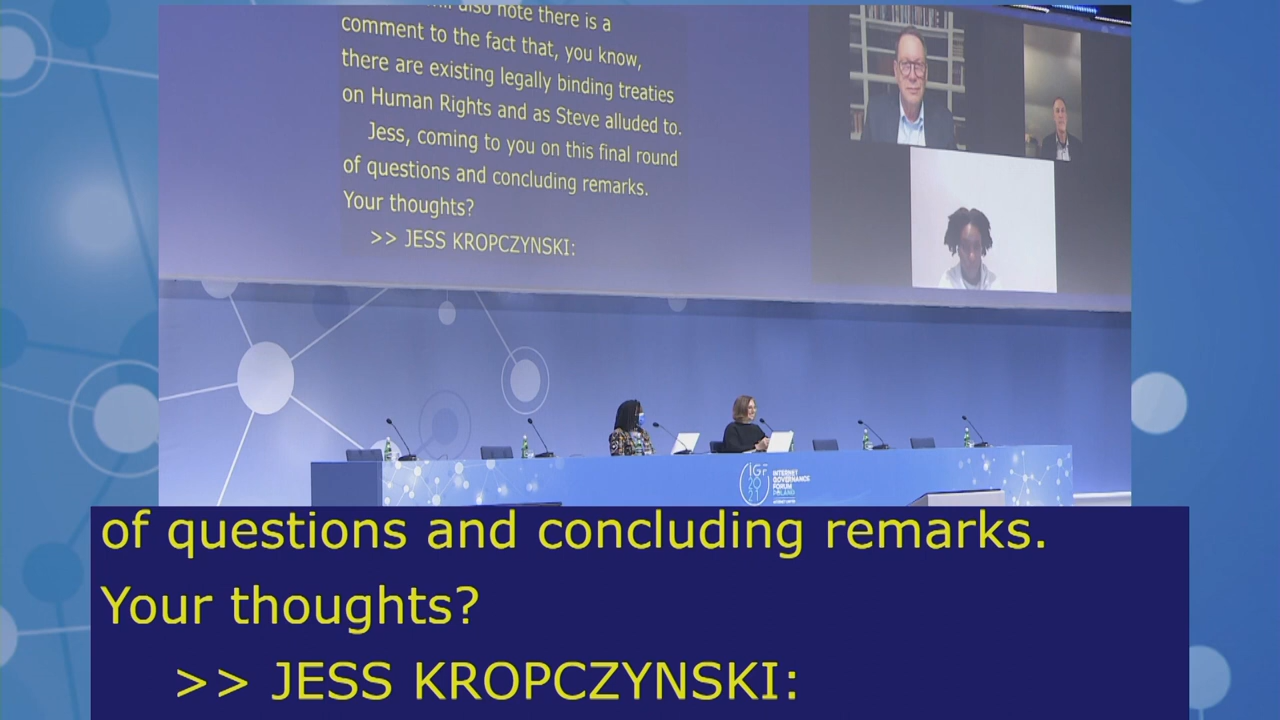 also note there is a
comment to the fact that, you know,
there are existing legally binding treaties
on Human Rights and as Steve alluded to.
Jess, coming to you on this final round
of questions and concluding remarks.
Your thoughts?
>> JESS KROPCZYNSKI:
IGF
2021
INTERNET
GOVERNANCE
FORUM
POLAND
of questions and concluding remarks.
Your thoughts?
>> JESS KROPCZYNSKI: